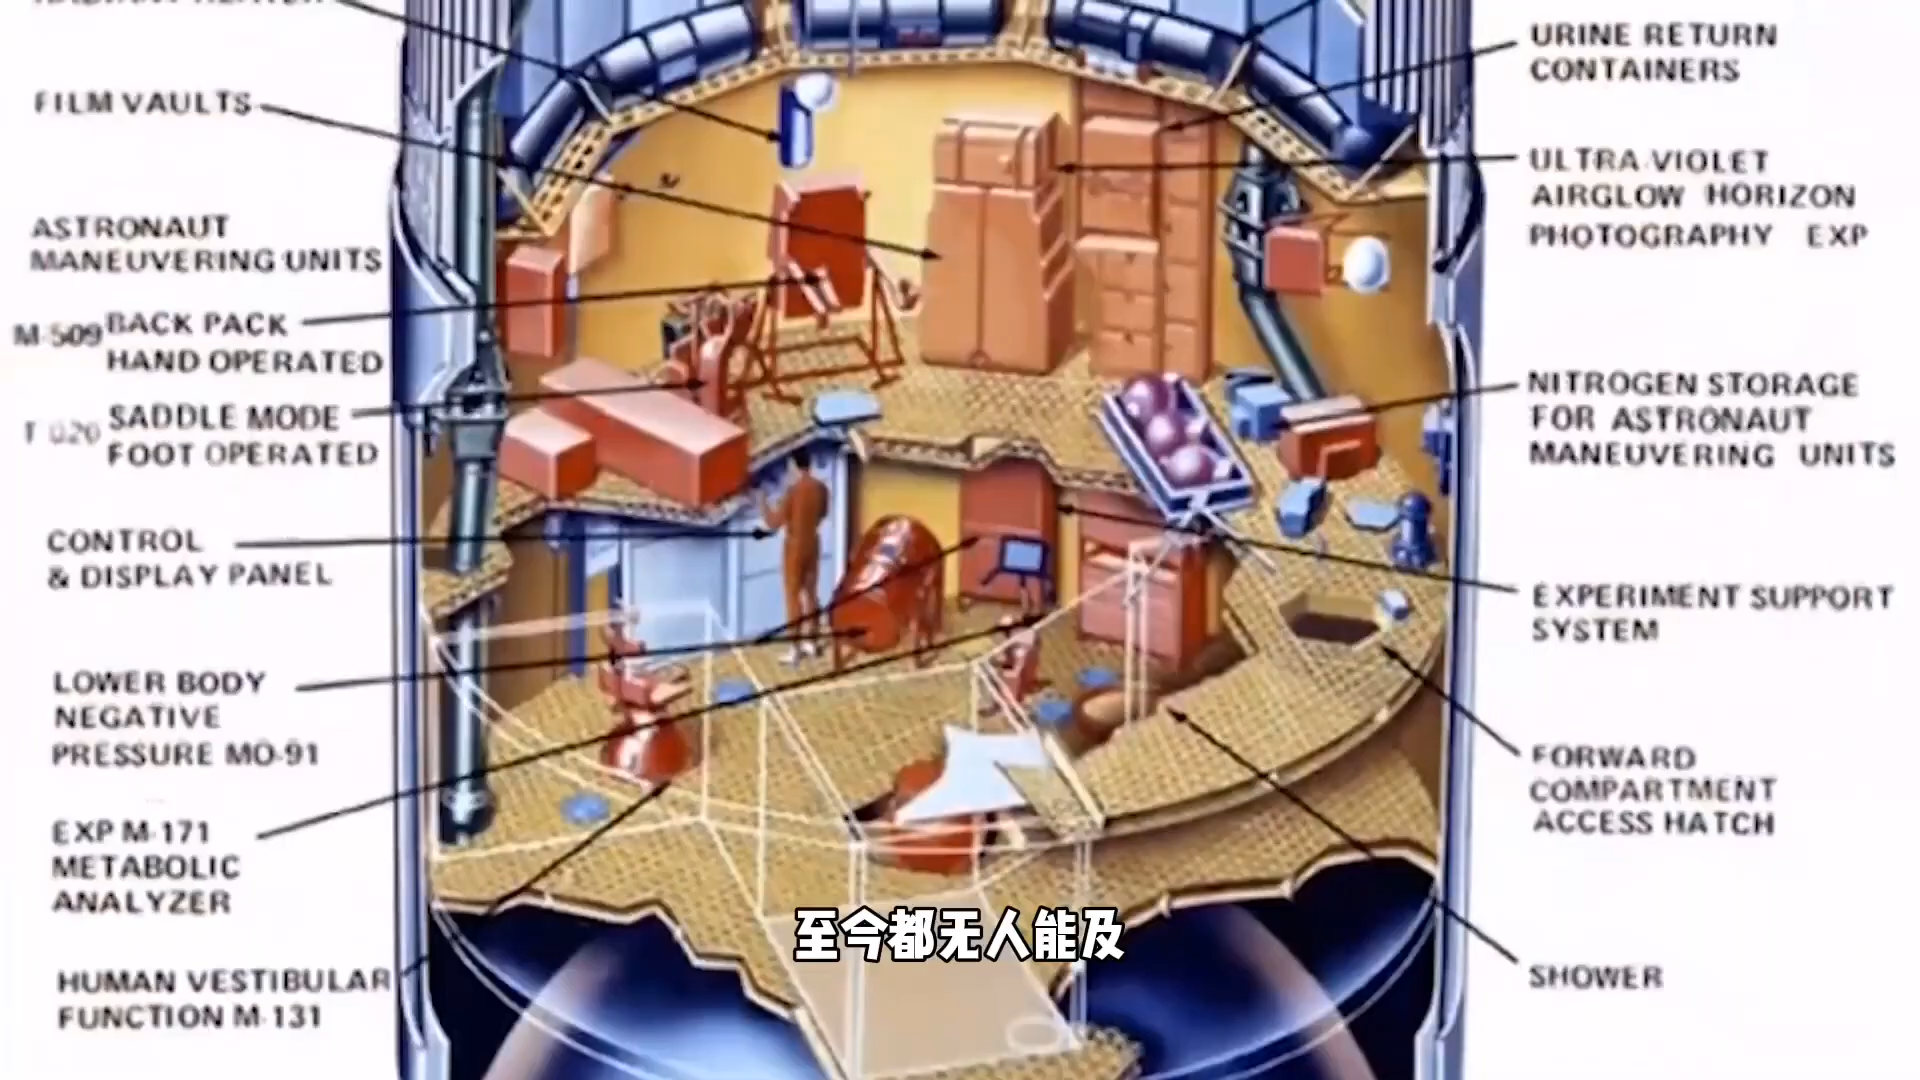 FILM VAULTS
ASTRONAUT
MANEUVERING UNITS
M-509 BACK PACK
HAND OPERATED
T-020 SADDLE MODE
FOOT OPERATED
CONTROL
& DISPLAY PANEL
LOWER BODY
NEGATIVE
PRESSURE MO-91
EXP M-171
METABOLIC
ANALYZER
HUMAN VESTIBULAR
FUNCTION M-131
URINE RETURN
CONTAINERS
ULTRA-VIOLET
AIRGLOW HORIZON
PHOTOGRAPHY EXP
NITROGEN STORAGE
FOR ASTRONAUT
MANEUVERING UNITS
EXPERIMENT SUPPORT
SYSTEM
FORWARD
COMPARTMENT
ACCESS HATCH
SHOWER
至今都无人能及